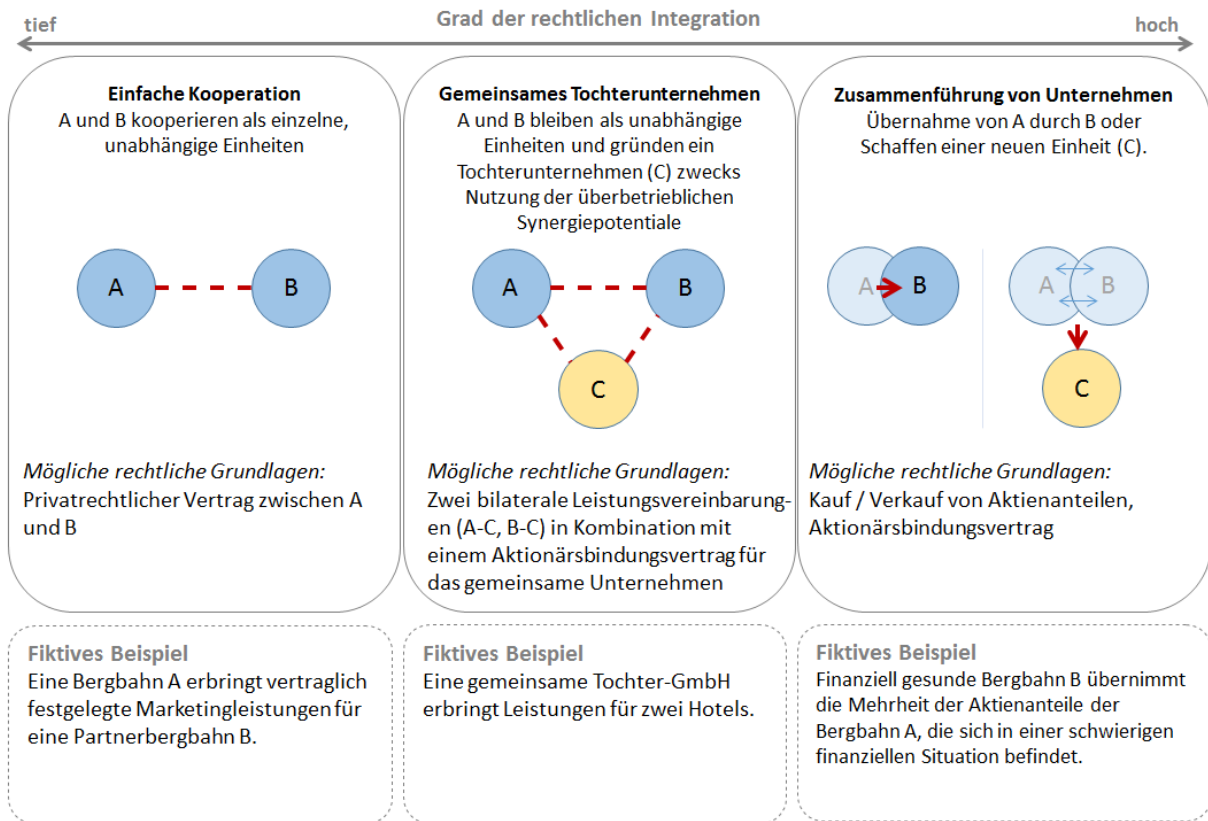 Grad der rechtlichen Integration
tief
hoch
Einfache Kooperation
A und B kooperieren als einzelne,
unabhängige Einheiten
A
B
Mögliche rechtliche Grundlagen:
Privatrechtlicher Vertrag zwischen A
und B
Gemeinsames Tochterunternehmen
A und B bleiben als unabhängige
Einheiten und gründen ein
Tochterunternehmen (C) zwecks
Nutzung der überbetrieblichen
Synergiepotentiale
A
B
C
Mögliche rechtliche Grundlagen:
Zwei bilaterale Leistungsvereinbarung-
en (A-C, B-C) in Kombination mit
einem Aktionärsbindungsvertrag für
das gemeinsame Unternehmen
Zusammenführung von Unternehmen
Übernahme von A durch B oder
Schaffen einer neuen Einheit (C).
A
B
A
B
C
Mögliche rechtliche Grundlagen:
Kauf / Verkauf von Aktienanteilen,
Aktionärsbindungsvertrag
Fiktives Beispiel
Eine Bergbahn A erbringt vertraglich
festgelegte Marketingleistungen für
eine Partnerbergbahn B.
Fiktives Beispiel
Eine gemeinsame Tochter-GmbH
erbringt Leistungen für zwei Hotels.
Fiktives Beispiel
Finanziell gesunde Bergbahn B übernimmt
die Mehrheit der Aktienanteile der
Bergbahn A, die sich in einer schwierigen
finanziellen Situation befindet.